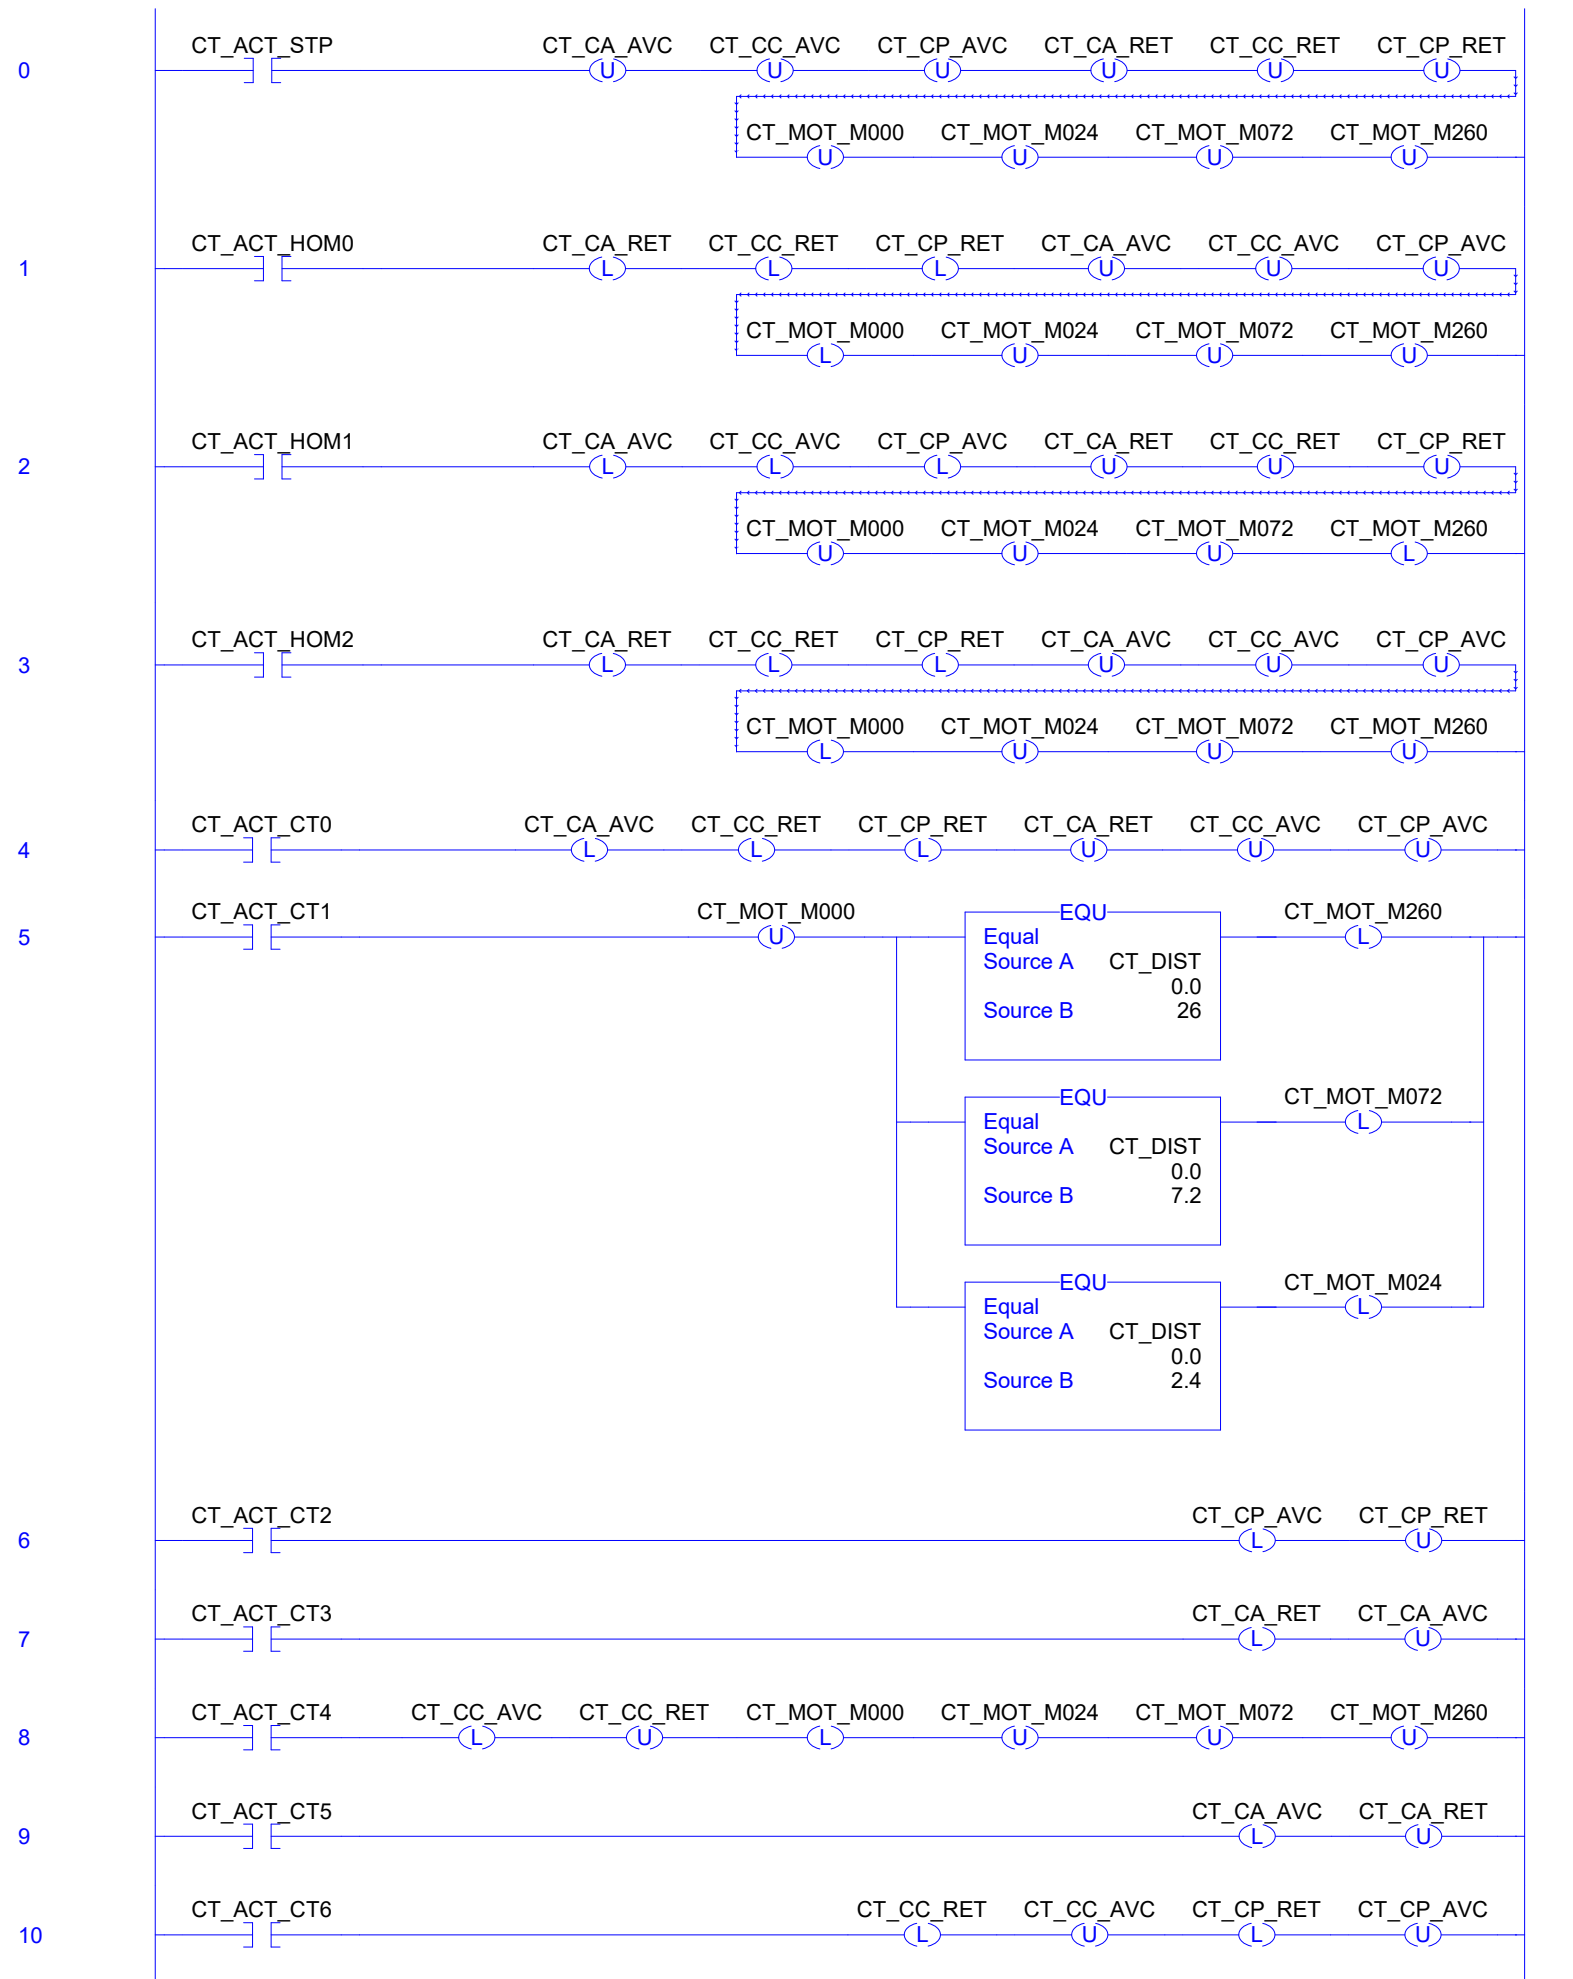 CT_ACT_STP CT_CA_AVC CT_CC_AVC CT_CP_AVC CT_CA_RET CT_CC_RET CT_CP_RET
0 U U U U U U
CT_MOT_M000 CT_MOT_M024 CT_MOT_M072 CT_MOT_M260
U U U U
CT_ACT_HOM0 CT_CA_RET CT_CC_RET CT_CP_RET CT_CA_AVC CT_CC_AVC CT_CP_AVC
1 L L L U U U
CT_MOT_M000 CT_MOT_M024 CT_MOT_M072 CT_MOT_M260
L U U U
CT_ACT_HOM1 CT_CA_AVC CT_CC_AVC CT_CP_AVC CT_CA_RET CT_CC_RET CT_CP_RET
2 L L L U U U
CT_MOT_M000 CT_MOT_M024 CT_MOT_M072 CT_MOT_M260
U U U L
CT_ACT_HOM2 CT_CA_RET CT_CC_RET CT_CP_RET CT_CA_AVC CT_CC_AVC CT_CP_AVC
3 L L L U U U
CT_MOT_M000 CT_MOT_M024 CT_MOT_M072 CT_MOT_M260
L U U U
CT_ACT_CT0 CT_CA_AVC CT_CC_RET CT_CP_RET CT_CA_RET CT_CC_AVC CT_CP_AVC
4 L L L U U U
CT_ACT_CT1 CT_MOT_M000 EQU CT_MOT_M260
5 U Equal L
Source A CT_DIST
0.0
Source B 26
EQU CT_MOT_M072
Equal L
Source A CT_DIST
0.0
Source B 7.2
EQU CT_MOT_M024
Equal L
Source A CT_DIST
0.0
Source B 2.4
CT_ACT_CT2 CT_CP_AVC CT_CP_RET
6 L U
CT_ACT_CT3 CT_CA_RET CT_CA_AVC
7 L U
CT_ACT_CT4 CT_CC_AVC CT_CC_RET CT_MOT_M000 CT_MOT_M024 CT_MOT_M072 CT_MOT_M260
8 L U L U U U
CT_ACT_CT5 CT_CA_AVC CT_CA_RET
9 L U
CT_ACT_CT6 CT_CC_RET CT_CC_AVC CT_CP_RET CT_CP_AVC
10 L U L U